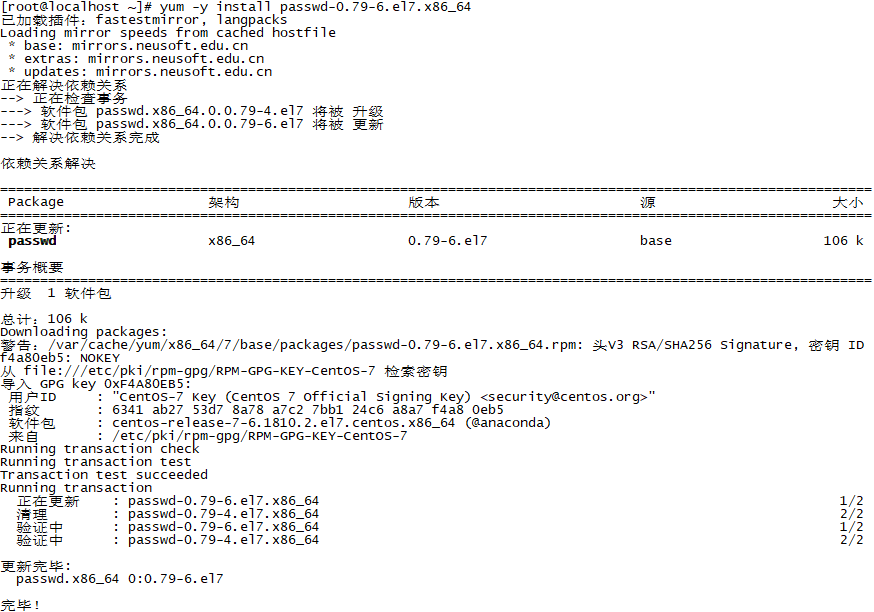 [root@localhost ~]# yum -y install passwd-0.79-6.el7.x86_64
已加载插件：fastestmirror, langpacks
Loading mirror speeds from cached hostfile
 * base: mirrors.neusoft.edu.cn
 * extras: mirrors.neusoft.edu.cn
 * updates: mirrors.neusoft.edu.cn
正在解决依赖关系
--> 正在检查事务
---> 软件包 passwd.x86_64.0.0.79-4.el7 将被 升级
---> 软件包 passwd.x86_64.0.0.79-6.el7 将被 更新
--> 解决依赖关系完成
依赖关系解决
================================================================================
 Package 架构 版本 源 大小
================================================================================
正在更新:
 passwd x86_64 0.79-6.el7 base 106 k
事务概要
================================================================================
升级  1 软件包
总计：106 k
Downloading packages:
警告：/var/cache/yum/x86_64/7/base/packages/passwd-0.79-6.el7.x86_64.rpm: 头V3 RSA/SHA256 Signature, 密钥 ID
f4a80eb5: NOKEY
从 file:///etc/pki/rpm-gpg/RPM-GPG-KEY-CentOS-7 检索密钥
导入 GPG key 0xF4A80EB5:
 用户ID     : "CentOS-7 Key (CentOS 7 Official Signing Key) <security@centos.org>"
 指纹       : 6341 ab27 53d7 8a78 a7c2 7bb1 24c6 a8a7 f4a8 0eb5
 软件包     : centos-release-7-6.1810.2.el7.centos.x86_64 (@anaconda)
 来自       : /etc/pki/rpm-gpg/RPM-GPG-KEY-CentOS-7
Running transaction check
Running transaction test
Transaction test succeeded
Running transaction
  正在更新    : passwd-0.79-6.el7.x86_64 1/2
  清理        : passwd-0.79-4.el7.x86_64 2/2
  验证中      : passwd-0.79-6.el7.x86_64 1/2
  验证中      : passwd-0.79-4.el7.x86_64 2/2
更新完毕:
  passwd.x86_64 0:0.79-6.el7
完毕！